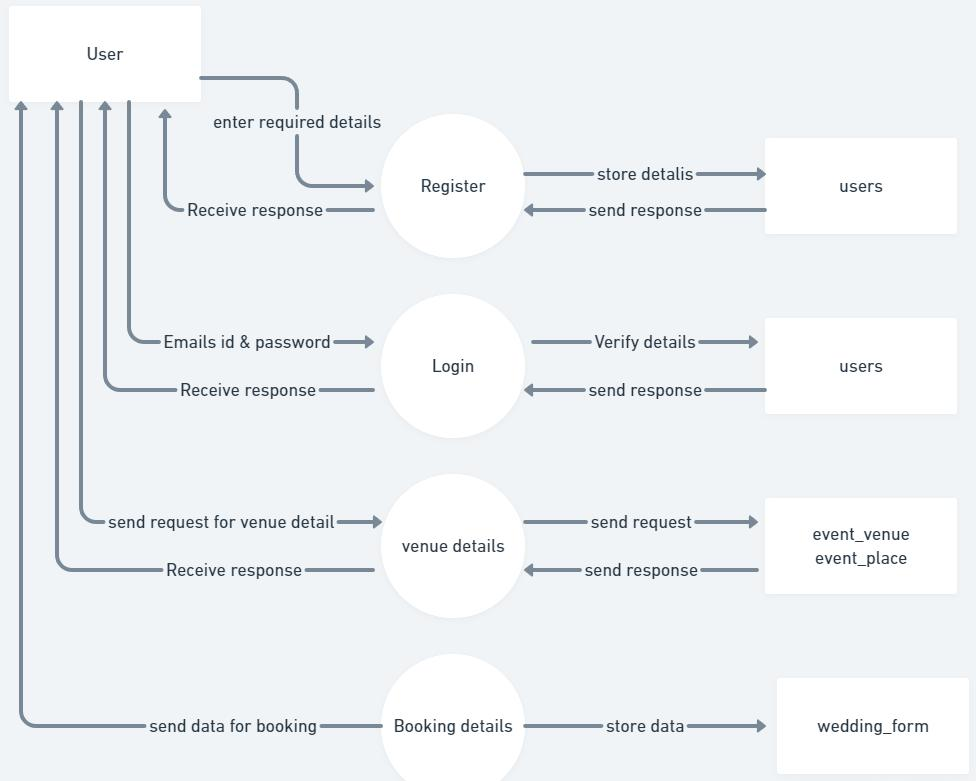 User
enter required details
Register
store detalis
users
Receive response
send response
Emails id & password
Login
Verify details
users
Receive response
send response
send request for venue detail
venue details
send request
event_venue
event_place
Receive response
send response
send data for booking
Booking details
store data
wedding_form